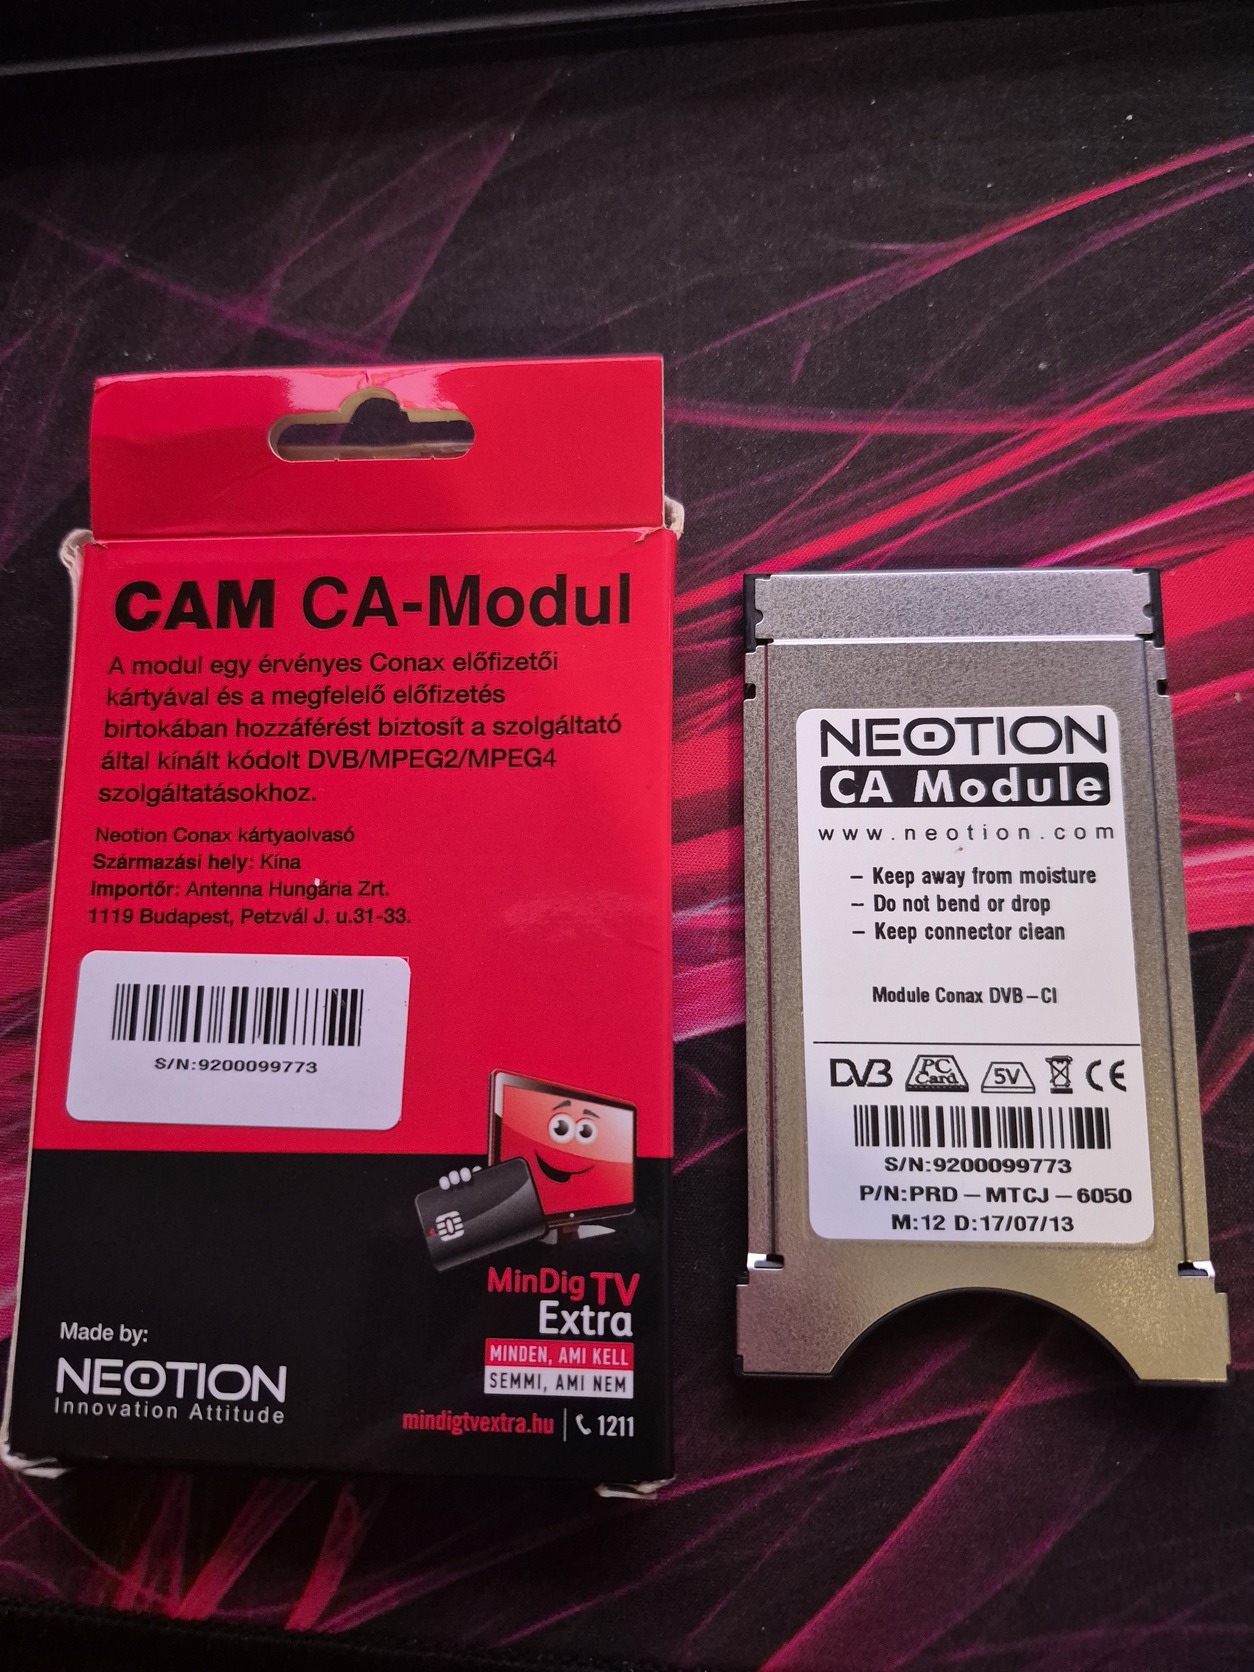 CAM CA-Modul
A modul egy érvényes Conax előfizetői
kártyával és a megfelelő előfizetés
birtokában hozzáférést biztosít a szolgáltató
által kínált kódolt DVB/MPEG2/MPEG4
szolgáltatásokhoz.
Neotion Conax kártyaolvasó
Származási hely: Kína
Importőr: Antenna Hungária Zrt.
1119 Budapest, Petzvál J. u.31-33.
S/N:9200099773
MinDig TV
Extra
MINDEN, AMI KELL
SEMMI, AMI NEM
mindigtvextra.hu | 1211
Made by:
NEOTION
Innovation Attitude
NEOTION
CA Module
www.neotion.com
– Keep away from moisture
– Do not bend or drop
– Keep connector clean
Module Conax DVB–CI
DVB PC Card 5V CE
S/N:9200099773
P/N:PRD–MTCJ–6050
M:12 D:17/07/13